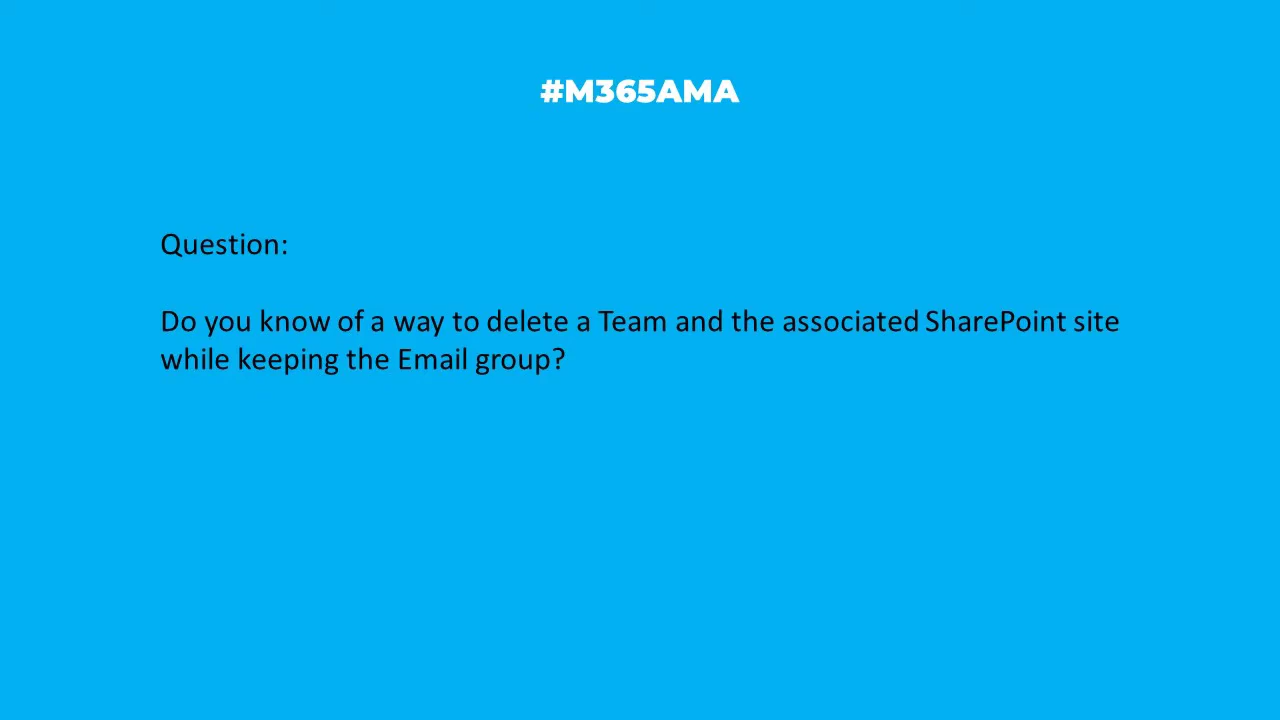 #M365AMA
Question:
Do you know of a way to delete a Team and the associated SharePoint site
while keeping the Email group?